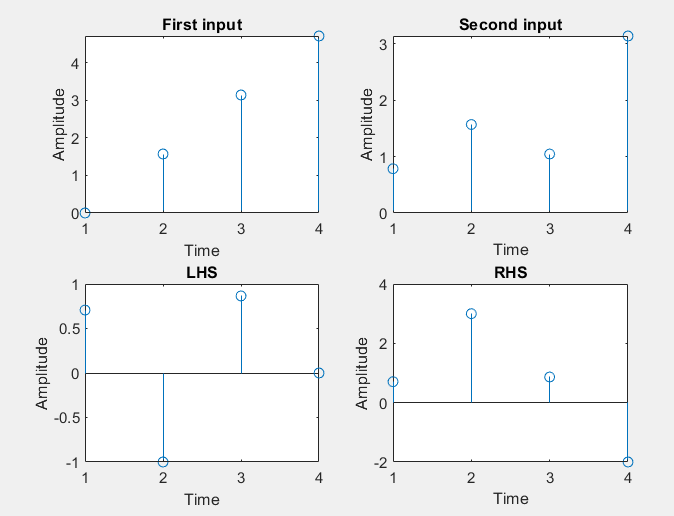 First input
Amplitude
4
3
2
1
0
1 2 3 4
Time
Second input
Amplitude
3
2
1
0
1 2 3 4
Time
LHS
Amplitude
1
0.5
0
-0.5
-1
1 2 3 4
Time
RHS
Amplitude
4
2
0
-2
1 2 3 4
Time